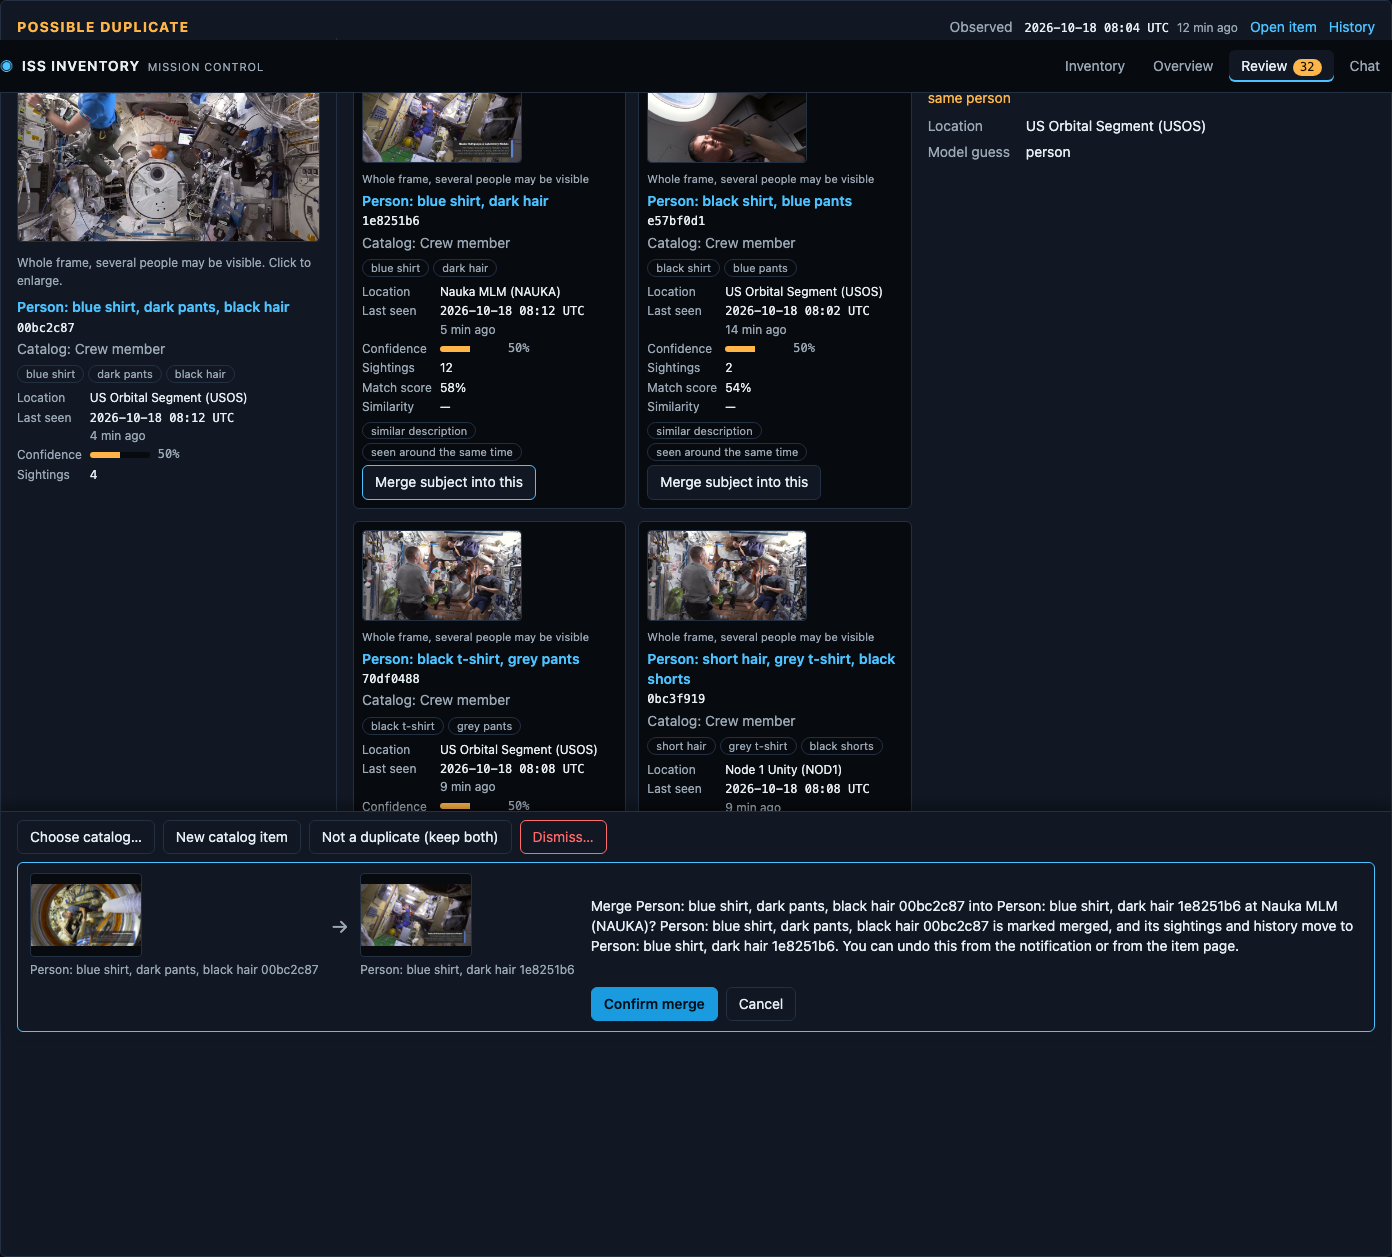 POSSIBLE DUPLICATE
Observed 2026-10-18 08:04 UTC 12 min ago Open item History
ISS INVENTORY MISSION CONTROL
Inventory Overview Review 32 Chat
Whole frame, several people may be visible. Click to
enlarge.
Person: blue shirt, dark pants, black hair
00bc2c87
Catalog: Crew member
blue shirt dark pants black hair
Location US Orbital Segment (USOS)
Last seen 2026-10-18 08:12 UTC
4 min ago
Confidence 50%
Sightings 4
Whole frame, several people may be visible
Person: blue shirt, dark hair
1e8251b6
Catalog: Crew member
blue shirt dark hair
Location Nauka MLM (NAUKA)
Last seen 2026-10-18 08:12 UTC
5 min ago
Confidence 50%
Sightings 12
Match score 58%
Similarity —
similar description
seen around the same time
Merge subject into this
Whole frame, several people may be visible
Person: black shirt, blue pants
e57bf0d1
Catalog: Crew member
black shirt blue pants
Location US Orbital Segment (USOS)
Last seen 2026-10-18 08:02 UTC
14 min ago
Confidence 50%
Sightings 2
Match score 54%
Similarity —
similar description
seen around the same time
Merge subject into this
same person
Location US Orbital Segment (USOS)
Model guess person
Whole frame, several people may be visible
Person: black t-shirt, grey pants
70df0488
Catalog: Crew member
black t-shirt grey pants
Location US Orbital Segment (USOS)
Last seen 2026-10-18 08:08 UTC
9 min ago
Confidence 50%
Whole frame, several people may be visible
Person: short hair, grey t-shirt, black
shorts
0bc3f919
Catalog: Crew member
short hair grey t-shirt black shorts
Location Node 1 Unity (NOD1)
Last seen 2026-10-18 08:08 UTC
9 min ago
Choose catalog...
New catalog item
Not a duplicate (keep both)
Dismiss...
Person: blue shirt, dark pants, black hair 00bc2c87
→
Person: blue shirt, dark hair 1e8251b6
Merge Person: blue shirt, dark pants, black hair 00bc2c87 into Person: blue shirt, dark hair 1e8251b6 at Nauka MLM
(NAUKA)? Person: blue shirt, dark pants, black hair 00bc2c87 is marked merged, and its sightings and history move to
Person: blue shirt, dark hair 1e8251b6. You can undo this from the notification or from the item page.
Confirm merge
Cancel